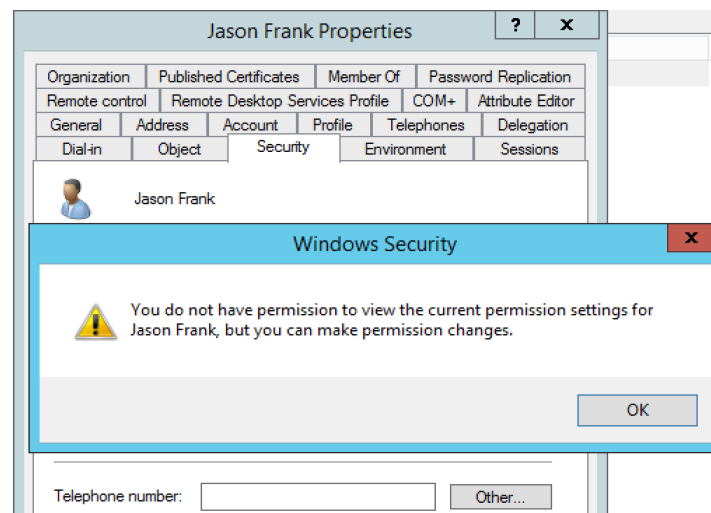 Jason Frank Properties
? x
Organization Published Certificates Member Of Password Replication
Remote control Remote Desktop Services Profile COM+ Attribute Editor
General Address Account Profile Telephones Delegation
Dial-in Object Security Environment Sessions
Jason Frank
Windows Security
x
You do not have permission to view the current permission settings for
Jason Frank, but you can make permission changes.
OK
Telephone number:
Other...